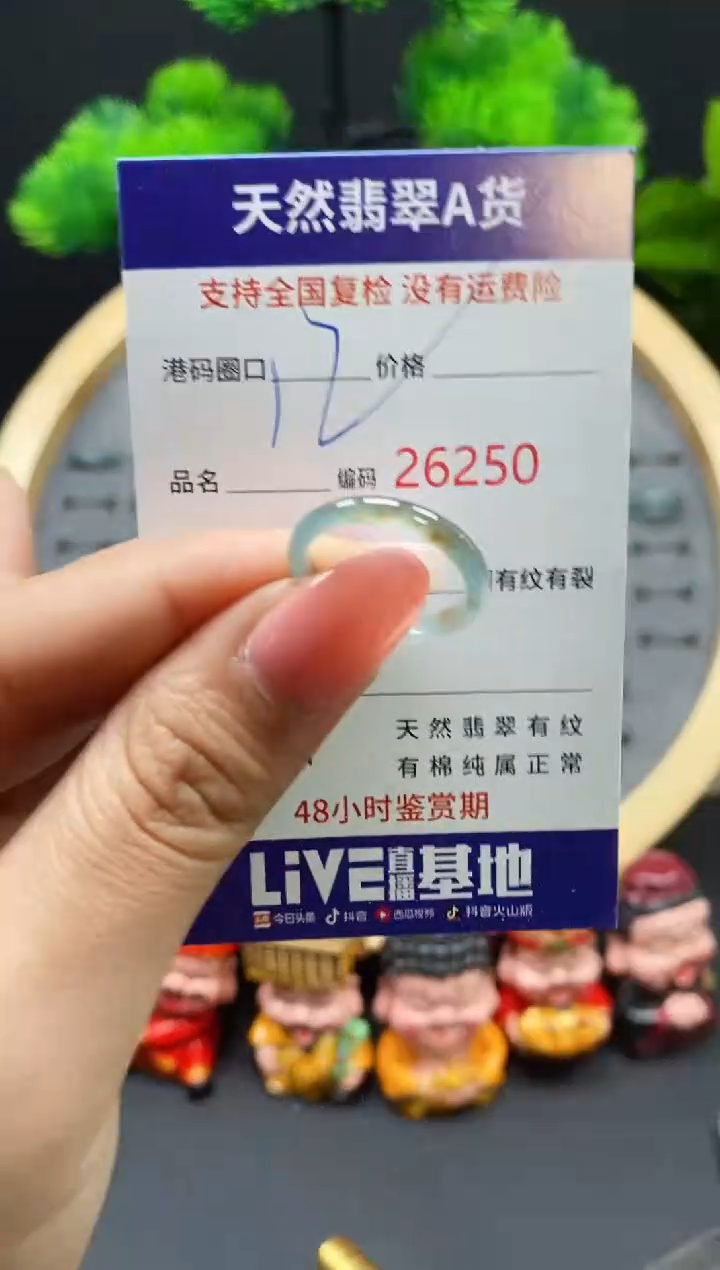 天然翡翠A货
支持全国复检 没有运费险
港码圈口 12 价格
品名 编码 26250
有纹有裂
天然翡翠有纹
有棉纯属正常
48小时鉴赏期
LiVE直播基地
今日头条 抖音 西瓜视频 抖音火山版